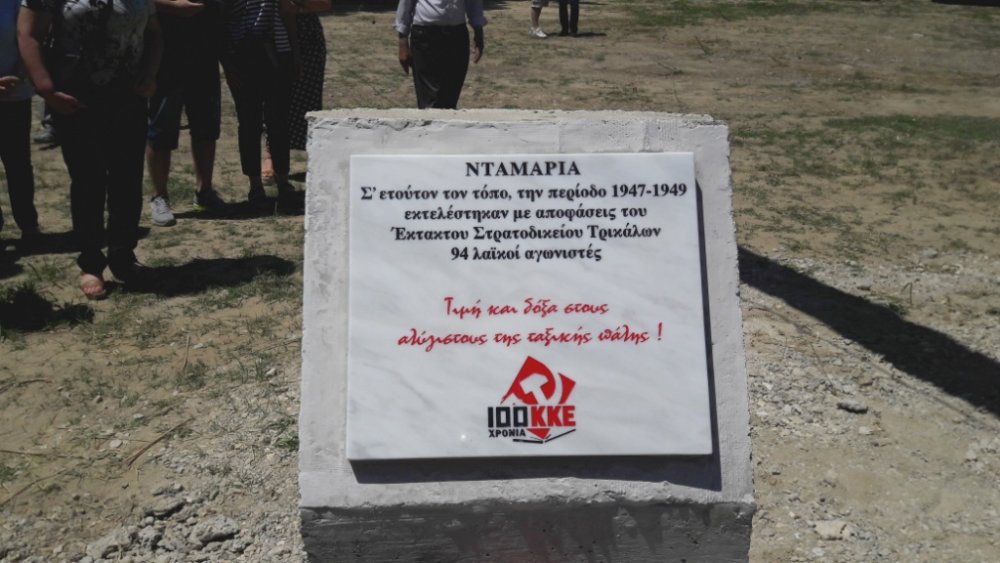 ΝΤΑΜΑΡΙΑ
Σ’ ετούτον τον τόπο, την περίοδο 1947-1949
εκτελέστηκαν με αποφάσεις του
Έκτακτου Στρατοδικείου Τρικάλων
94 λαϊκοί αγωνιστές
Τιμή και δόξα στους
αλύγιστους της ταξικής πάλης !
100 ΚΚΕ
ΧΡΟΝΙΑ